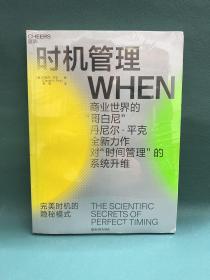 CHEERS
湛庐
时机管理
WHEN
商业世界的
“哥白尼”
丹尼尔·平克
全新力作
对“时间管理”的
系统升维
完美时机的
隐秘模式
THE SCIENTIFIC
SECRETS OF
PERFECT TIMING